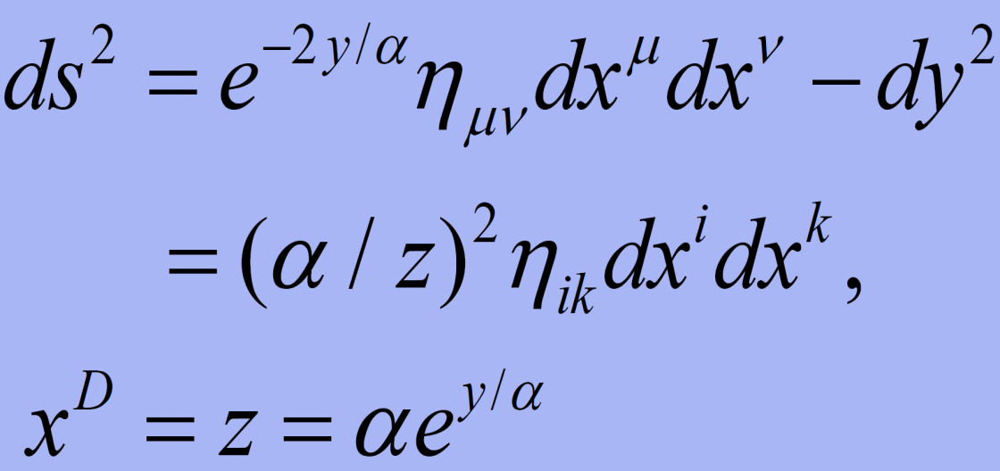 ds² = e^{−2y/α} η_{μν} dx^μ dx^ν − dy²
= (α / z)² η_{ik} dx^i dx^k ,
x^D = z = αe^{y/α}